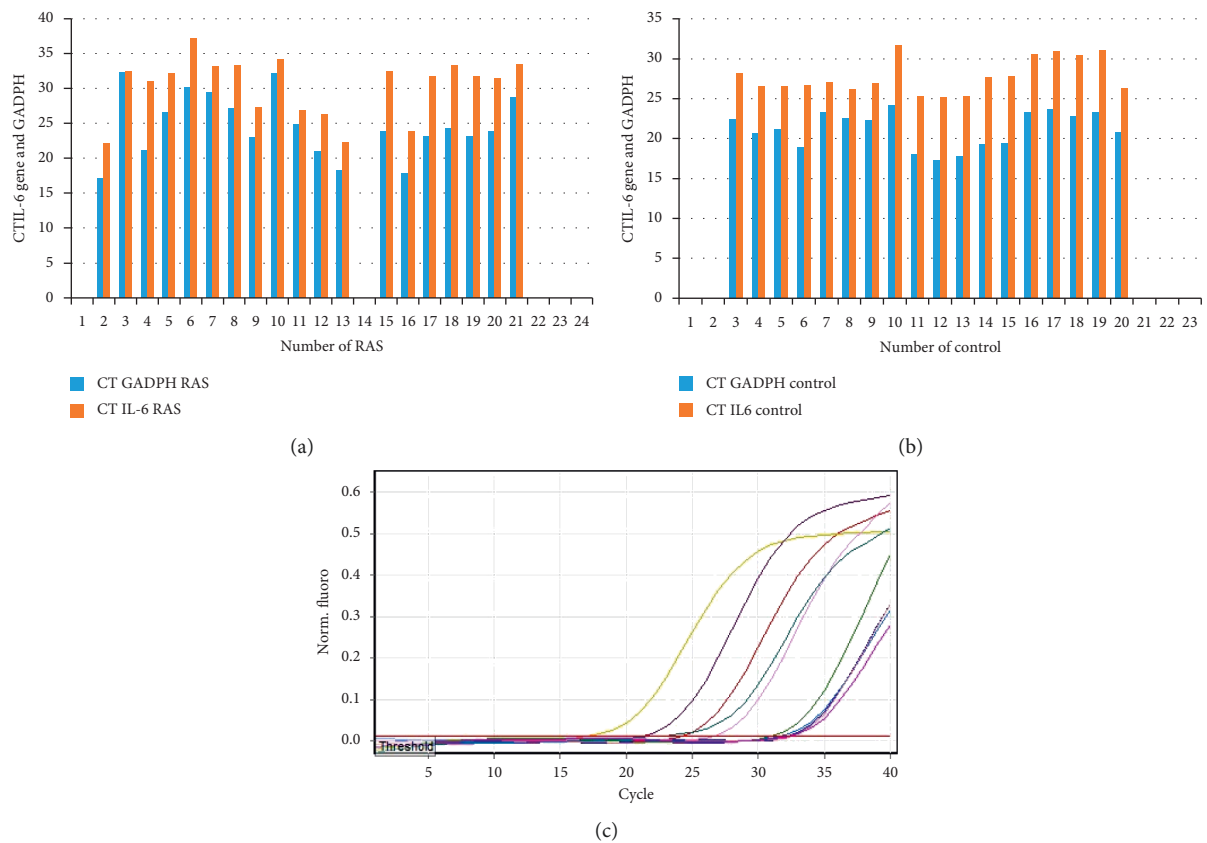 40
35
30
25
20
15
10
5
0
CTIL-6 gene and GADPH
1 2 3 4 5 6 7 8 9 10 11 12 13 14 15 16 17 18 19 20 21 22 23 24
Number of RAS
CT GADPH RAS
CT IL-6 RAS
(a)
35
30
25
20
15
10
5
0
CTIL-6 gene and GADPH
1 2 3 4 5 6 7 8 9 10 11 12 13 14 15 16 17 18 19 20 21 22 23
Number of control
CT GADPH control
CT IL6 control
(b)
0.6
0.5
0.4
0.3
0.2
0.1
0.0
Norm. fluoro
Threshold
5 10 15 20 25 30 35 40
Cycle
(c)